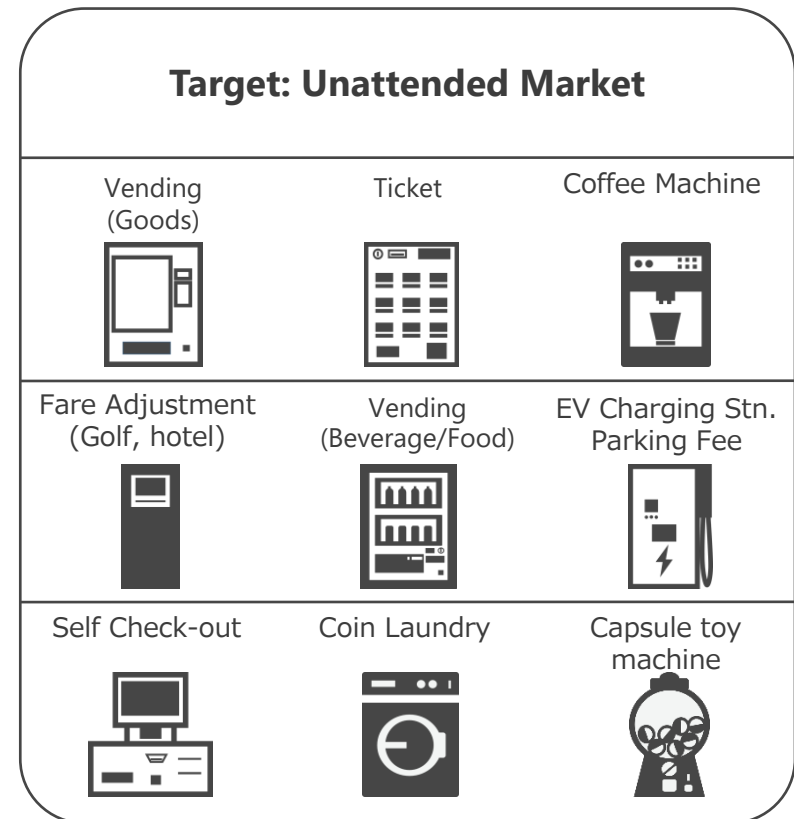 Target: Unattended Market
Vending
(Goods)
Ticket
Coffee Machine
Fare Adjustment
(Golf, hotel)
Vending
(Beverage/Food)
EV Charging Stn.
Parking Fee
Self Check-out
Coin Laundry
Capsule toy
machine